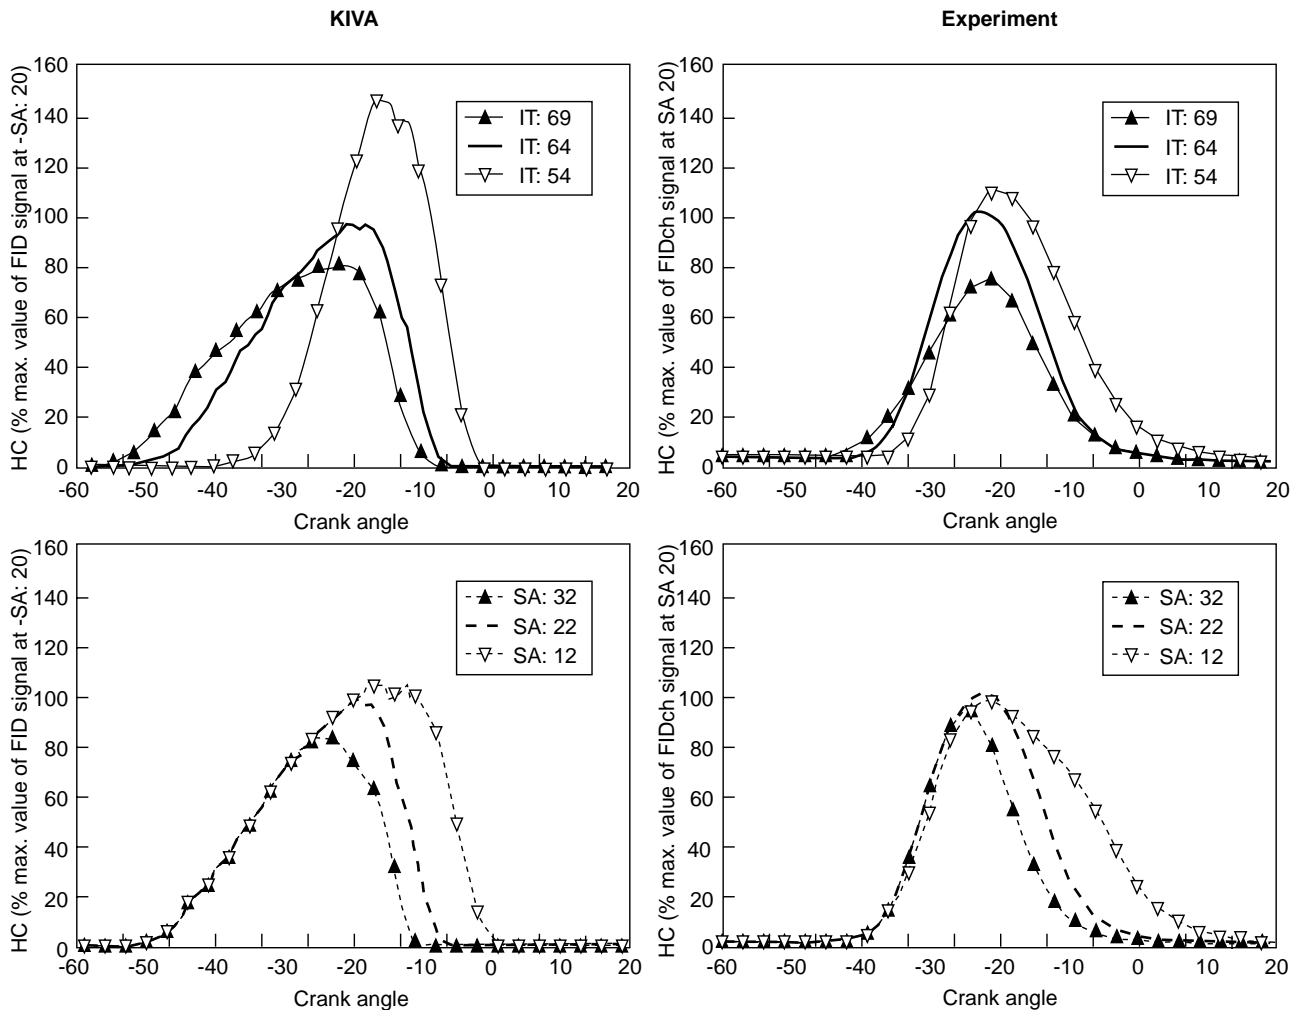 KIVA
HC (% max. value of FID signal at -SA: 20)
160
140
120
100
80
60
40
20
0
IT: 69
IT: 64
IT: 54
-60 -50 -40 -30 -20 -10 0 10 20
Crank angle
Experiment
HC (% max. value of FIDch signal at SA 20)
160
140
120
100
80
60
40
20
0
IT: 69
IT: 64
IT: 54
-60 -50 -40 -30 -20 -10 0 10 20
Crank angle
HC (% max. value of FID signal at -SA: 20)
160
140
120
100
80
60
40
20
0
SA: 32
SA: 22
SA: 12
-60 -50 -40 -30 -20 -10 0 10 20
Crank angle
HC (% max. value of FIDch signal at SA 20)
160
140
120
100
80
60
40
20
0
SA: 32
SA: 22
SA: 12
-60 -50 -40 -30 -20 -10 0 10 20
Crank angle